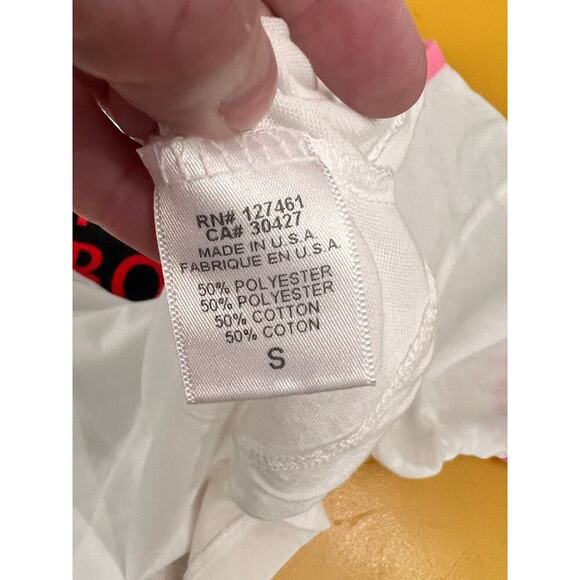 RN# 127461
CA# 30427
MADE IN U.S.A.
FABRIQUE EN U.S.A.
50% POLYESTER
50% POLYESTER
50% COTTON
50% COTON
S